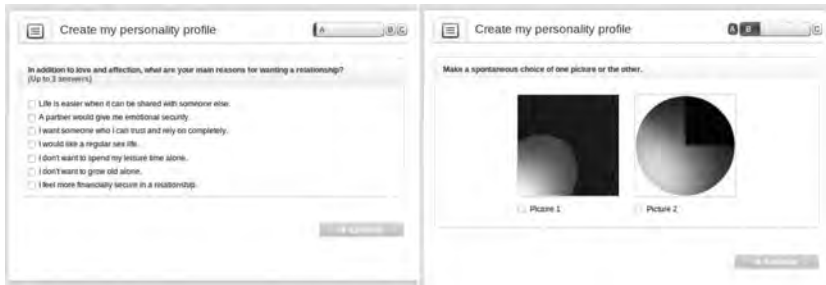 Create my personality profile
A
B C
In addition to love and affection, what are your main reasons for wanting a relationship?
(Up to 3 answers)
Life is easier when it can be shared with someone else.
A partner would give me emotional security.
I want someone who I can trust and rely on completely.
I would like a regular sex life.
I don't want to spend my leisure time alone.
I don't want to grow old alone.
I feel more financially secure in a relationship.
Create my personality profile
A B
C
Make a spontaneous choice of one picture or the other.
Picture 1
Picture 2